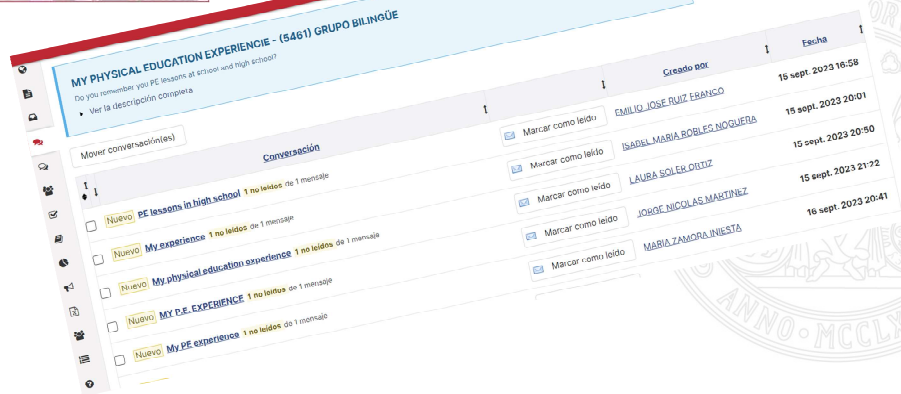 MY PHYSICAL EDUCATION EXPERIENCIE - (5461) GRUPO BILINGÜE
Do you remember you PE lessons at school and high school?
Ver la descripción completa
Mover conversación(es)
Conversación Creado por Fecha
Nuevo PE lessons in high school 1 no leídos de 1 mensaje Marcar como leído EMILIO JOSE RUIZ FRANCO 15 sept. 2023 16:58
Nuevo My experience 1 no leídos de 1 mensaje Marcar como leído ISABEL MARIA ROBLES NOGUERA 15 sept. 2023 20:01
Nuevo My physical education experience 1 no leídos de 1 mensaje Marcar como leído LAURA SOLER ORTIZ 15 sept. 2023 20:50
Nuevo MY P.E. EXPERIENCE 1 no leídos de 1 mensaje Marcar como leído JORGE NICOLAS MARTINEZ 15 sept. 2023 21:22
Nuevo My PE experience 1 no leídos de 1 mensaje Marcar como leído MARIA ZAMORA INIESTA 16 sept. 2023 20:41
ANNO MCCLX